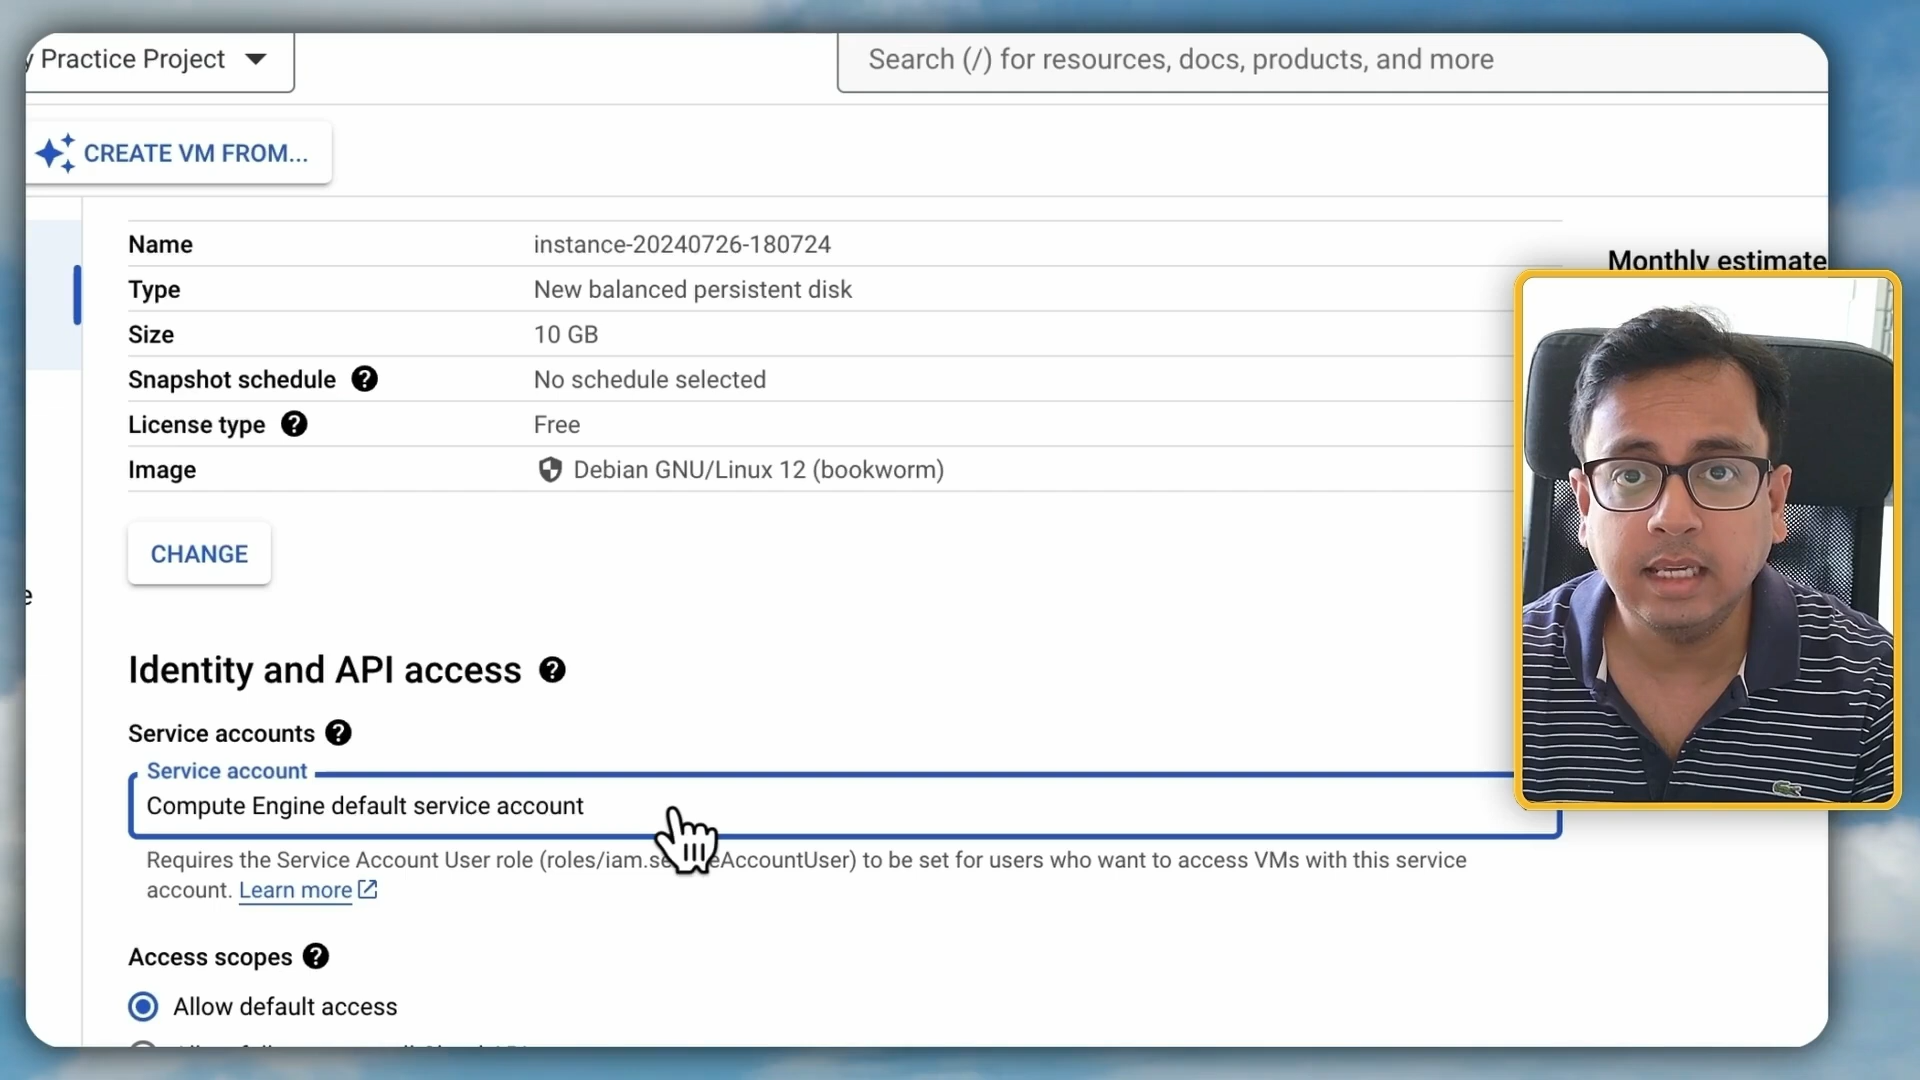 Practice Project
Search (/) for resources, docs, products, and more
CREATE VM FROM...
Name instance-20240726-180724
Type New balanced persistent disk
Monthly estimate
Size 10 GB
Snapshot schedule ? No schedule selected
License type ? Free
Image Debian GNU/Linux 12 (bookworm)
CHANGE
e
Identity and API access ?
Service accounts ?
Service account
Compute Engine default service account
Requires the Service Account User role (roles/iam.se eAccountUser) to be set for users who want to access VMs with this service
account. Learn more
Access scopes ?
Allow default access